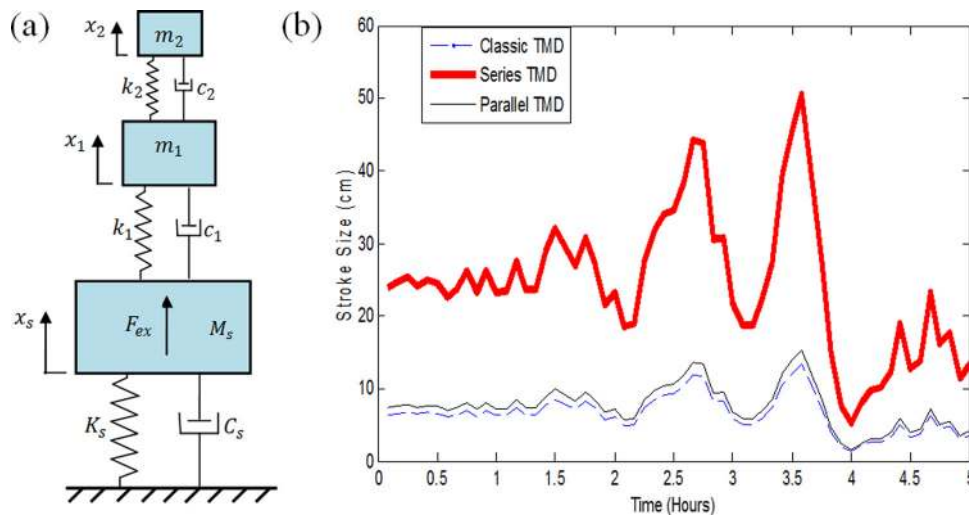 (a)
x₂
m₂
k₂
c₂
x₁
m₁
k₁
c₁
xₛ
Fₑₓ
Mₛ
Kₛ
Cₛ
(b)
Classic TMD
Series TMD
Parallel TMD
Stroke Size (cm)
60
50
40
30
20
10
0
0 0.5 1 1.5 2 2.5 3 3.5 4 4.5 5
Time (Hours)